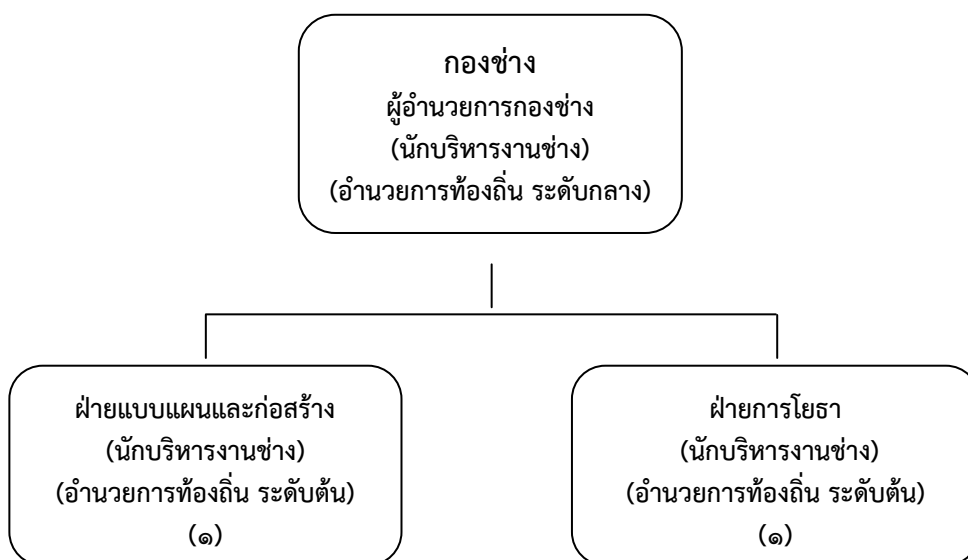 กองช่าง
ผู้อำนวยการกองช่าง
(นักบริหารงานช่าง)
(อำนวยการท้องถิ่น ระดับกลาง)
ฝ่ายแบบแผนและก่อสร้าง
(นักบริหารงานช่าง)
(อำนวยการท้องถิ่น ระดับต้น)
(๑)
ฝ่ายการโยธา
(นักบริหารงานช่าง)
(อำนวยการท้องถิ่น ระดับต้น)
(๑)